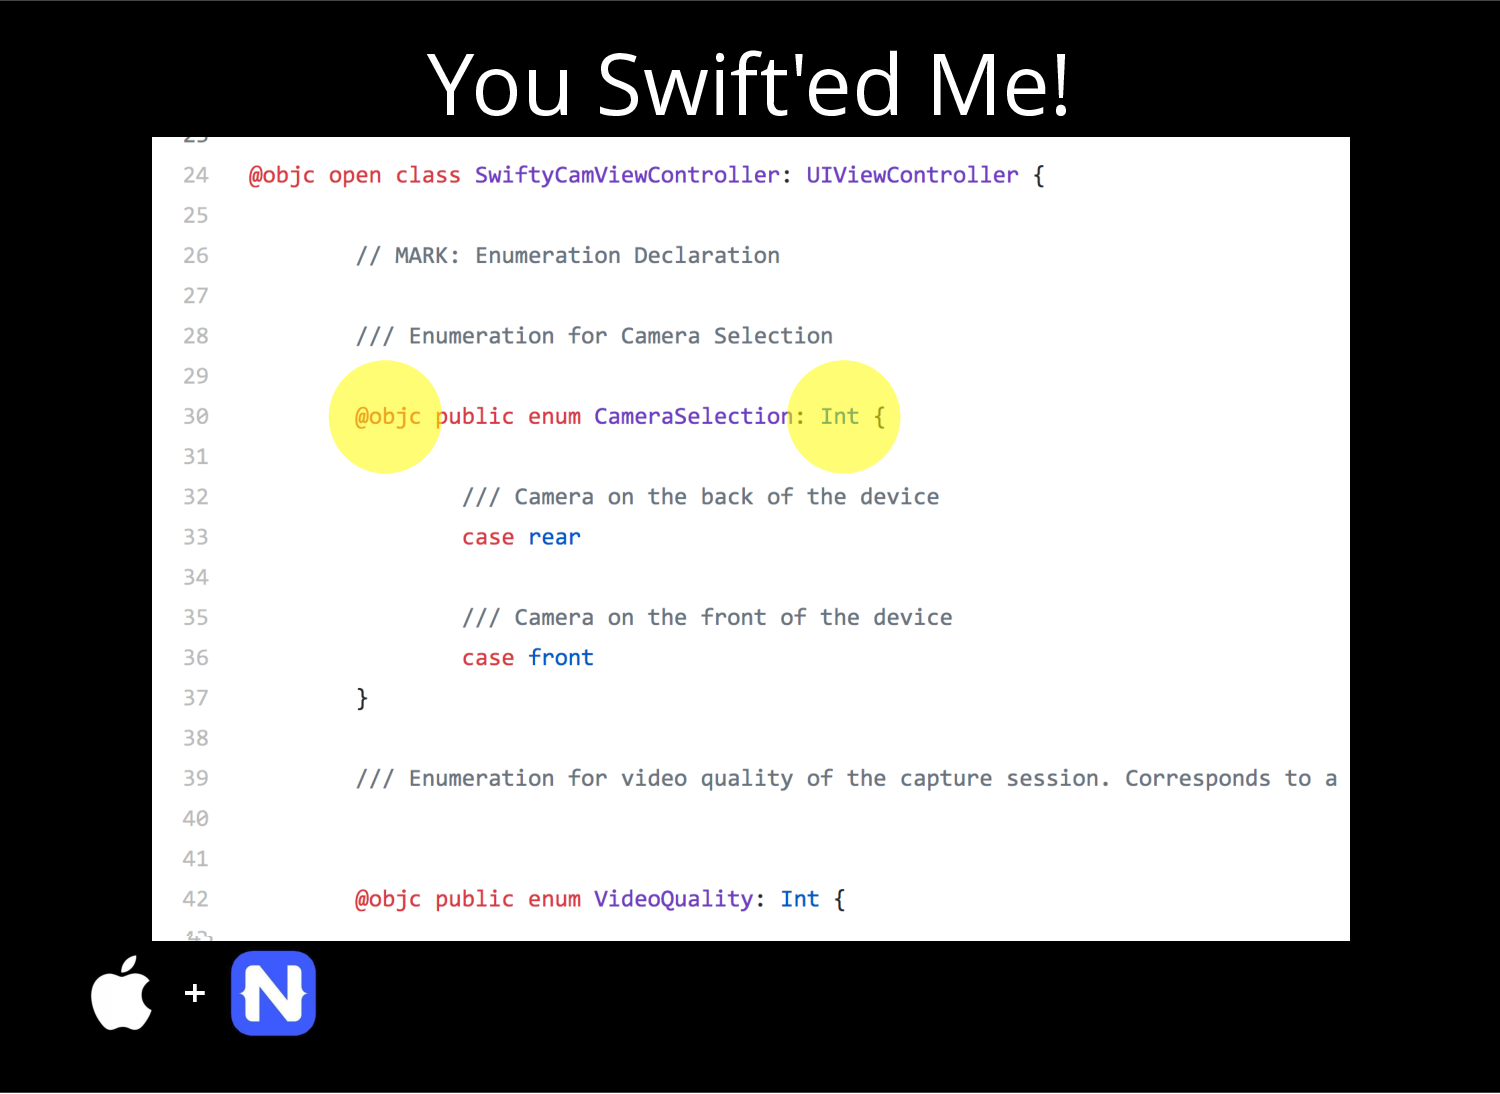 You Swift'ed Me!
23
24 @objc open class SwiftyCamViewController: UIViewController {
25
26 // MARK: Enumeration Declaration
27
28 /// Enumeration for Camera Selection
29
30 @objc public enum CameraSelection: Int {
31
32 /// Camera on the back of the device
33 case rear
34
35 /// Camera on the front of the device
36 case front
37 }
38
39 /// Enumeration for video quality of the capture session. Corresponds to a
40
41
42 @objc public enum VideoQuality: Int {
43
+ N